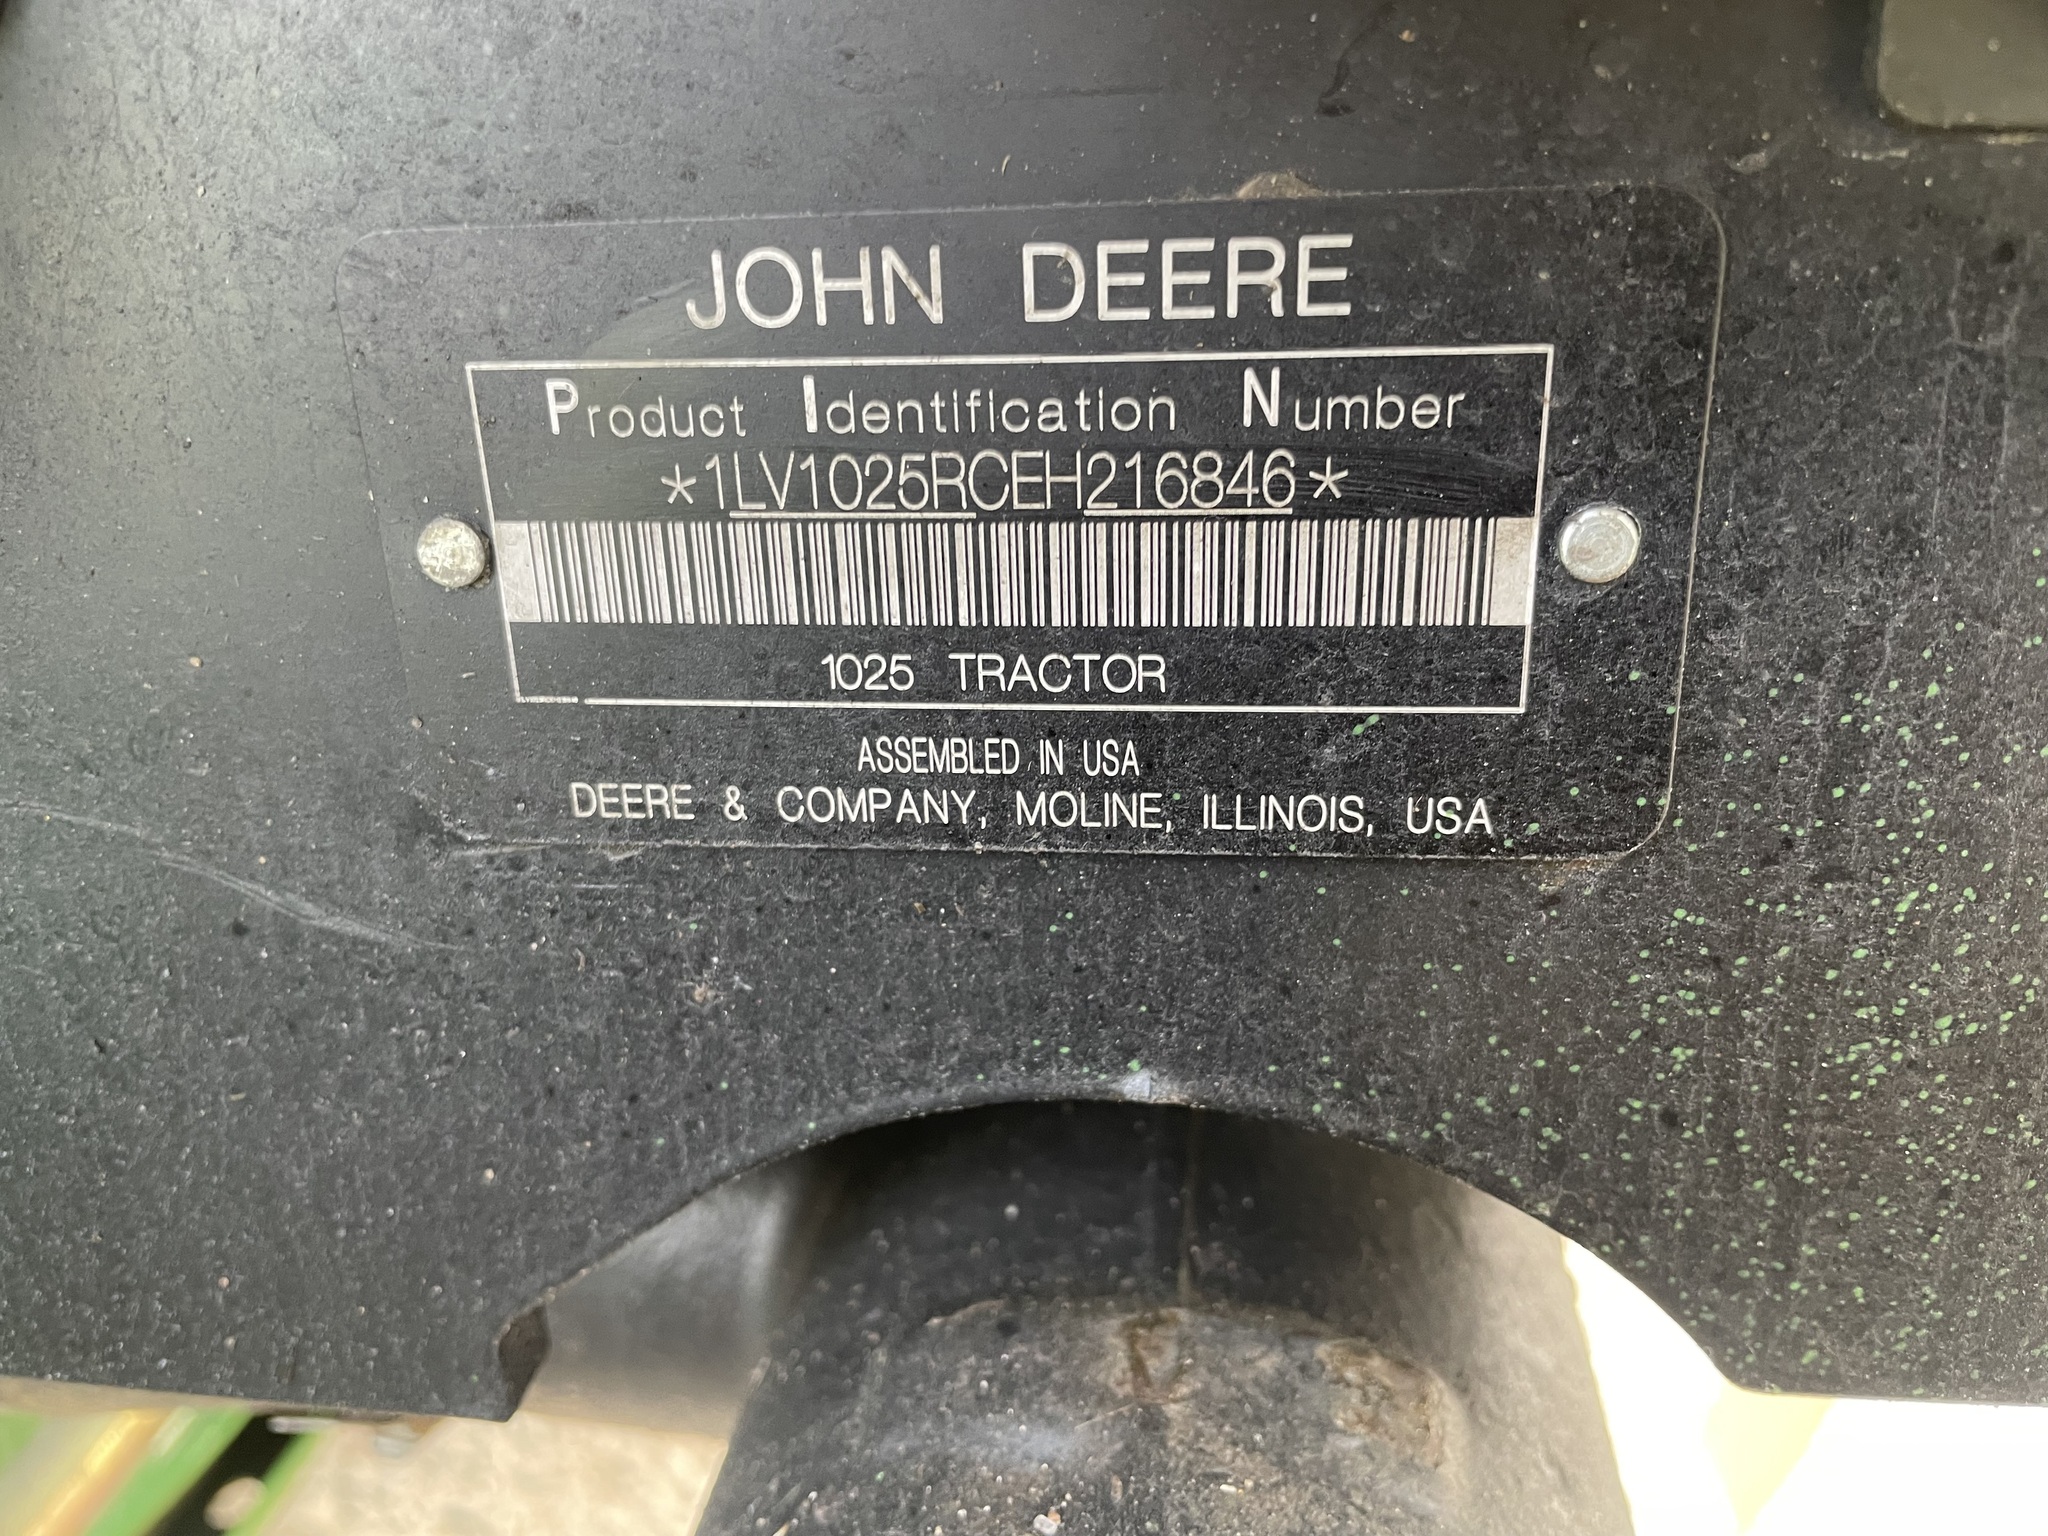 JOHN DEERE
Product Identification Number
*1LV1025RCEH216846*
1025 TRACTOR
ASSEMBLED IN USA
DEERE & COMPANY, MOLINE, ILLINOIS, USA